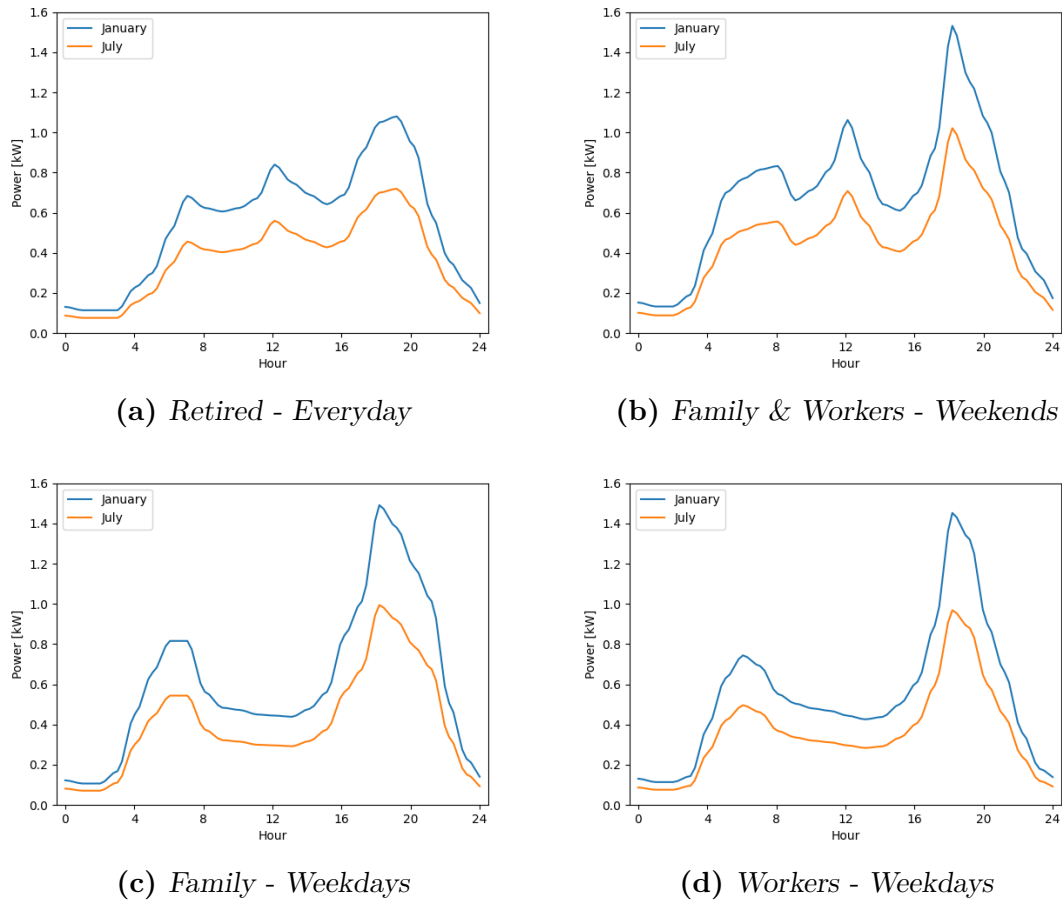 1.6
1.4
1.2
1.0
0.8
0.6
0.4
0.2
0.0
Power [kW]
January
July
0 4 8 12 16 20 24
Hour
(a) Retired - Everyday
1.6
1.4
1.2
1.0
0.8
0.6
0.4
0.2
0.0
Power [kW]
January
July
0 4 8 12 16 20 24
Hour
(b) Family & Workers - Weekends
1.6
1.4
1.2
1.0
0.8
0.6
0.4
0.2
0.0
Power [kW]
January
July
0 4 8 12 16 20 24
Hour
(c) Family - Weekdays
1.6
1.4
1.2
1.0
0.8
0.6
0.4
0.2
0.0
Power [kW]
January
July
0 4 8 12 16 20 24
Hour
(d) Workers - Weekdays